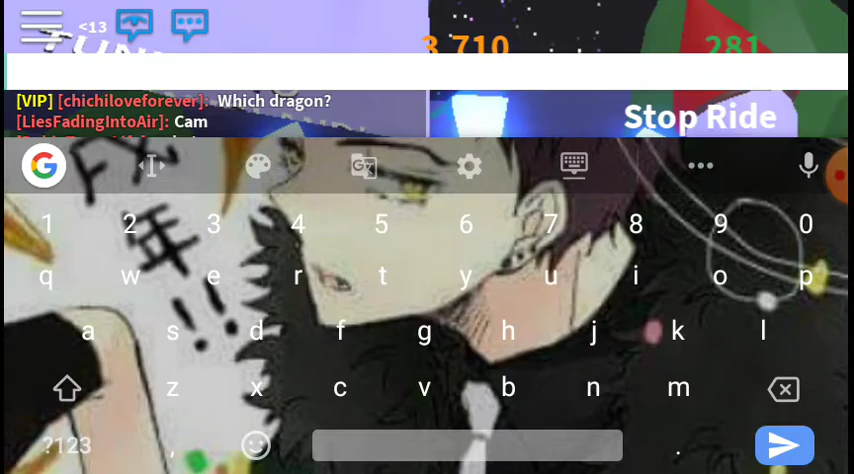 <13
3,710
281
[VIP] [chichiloveforever]: Which dragon?
[LiesFadingIntoAir]: Cam
Stop Ride
G
1 2 3 4 5 6 7 8 9 0
q w e r t y u i o p
a s d f g h j k l
z x c v b n m
?123 , .
年!!